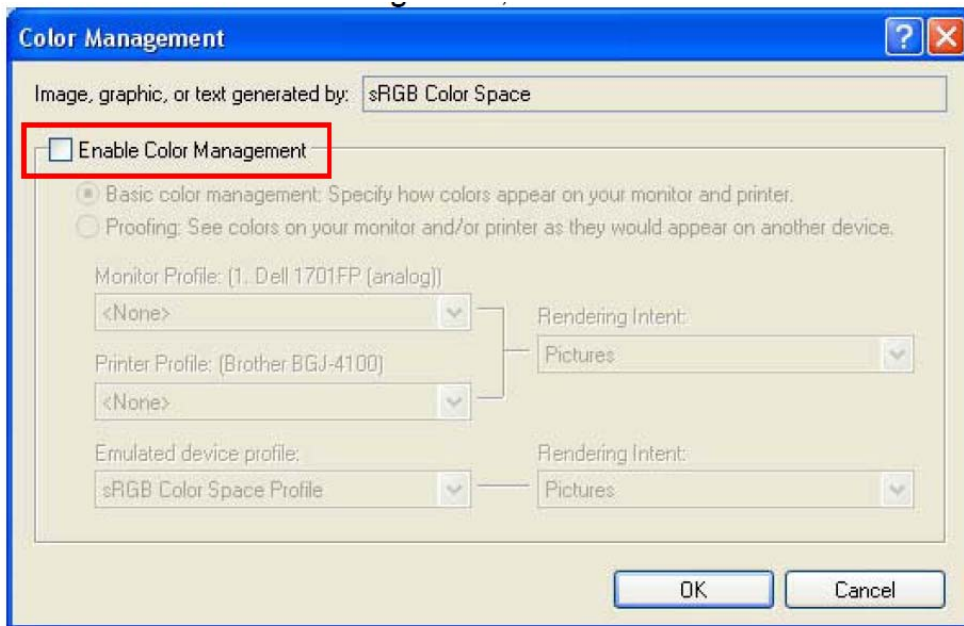 Color Management
Image, graphic, or text generated by: sRGB Color Space
Enable Color Management
Basic color management: Specify how colors appear on your monitor and printer.
Proofing: See colors on your monitor and/or printer as they would appear on another device.
Monitor Profile: (1. Dell 1701FP (analog))
<None>
Rendering Intent:
Pictures
Printer Profile: (Brother BGJ-4100)
<None>
Emulated device profile:
Rendering Intent:
sRGB Color Space Profile
Pictures
OK
Cancel